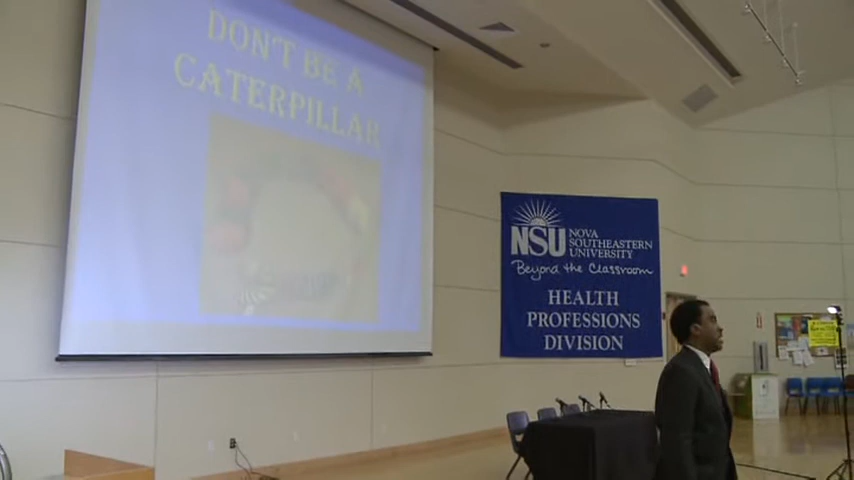 DON'T BE A
CATERPILLAR
NSU
NOVA
SOUTHEASTERN
UNIVERSITY
Beyond the Classroom
HEALTH
PROFESSIONS
DIVISION